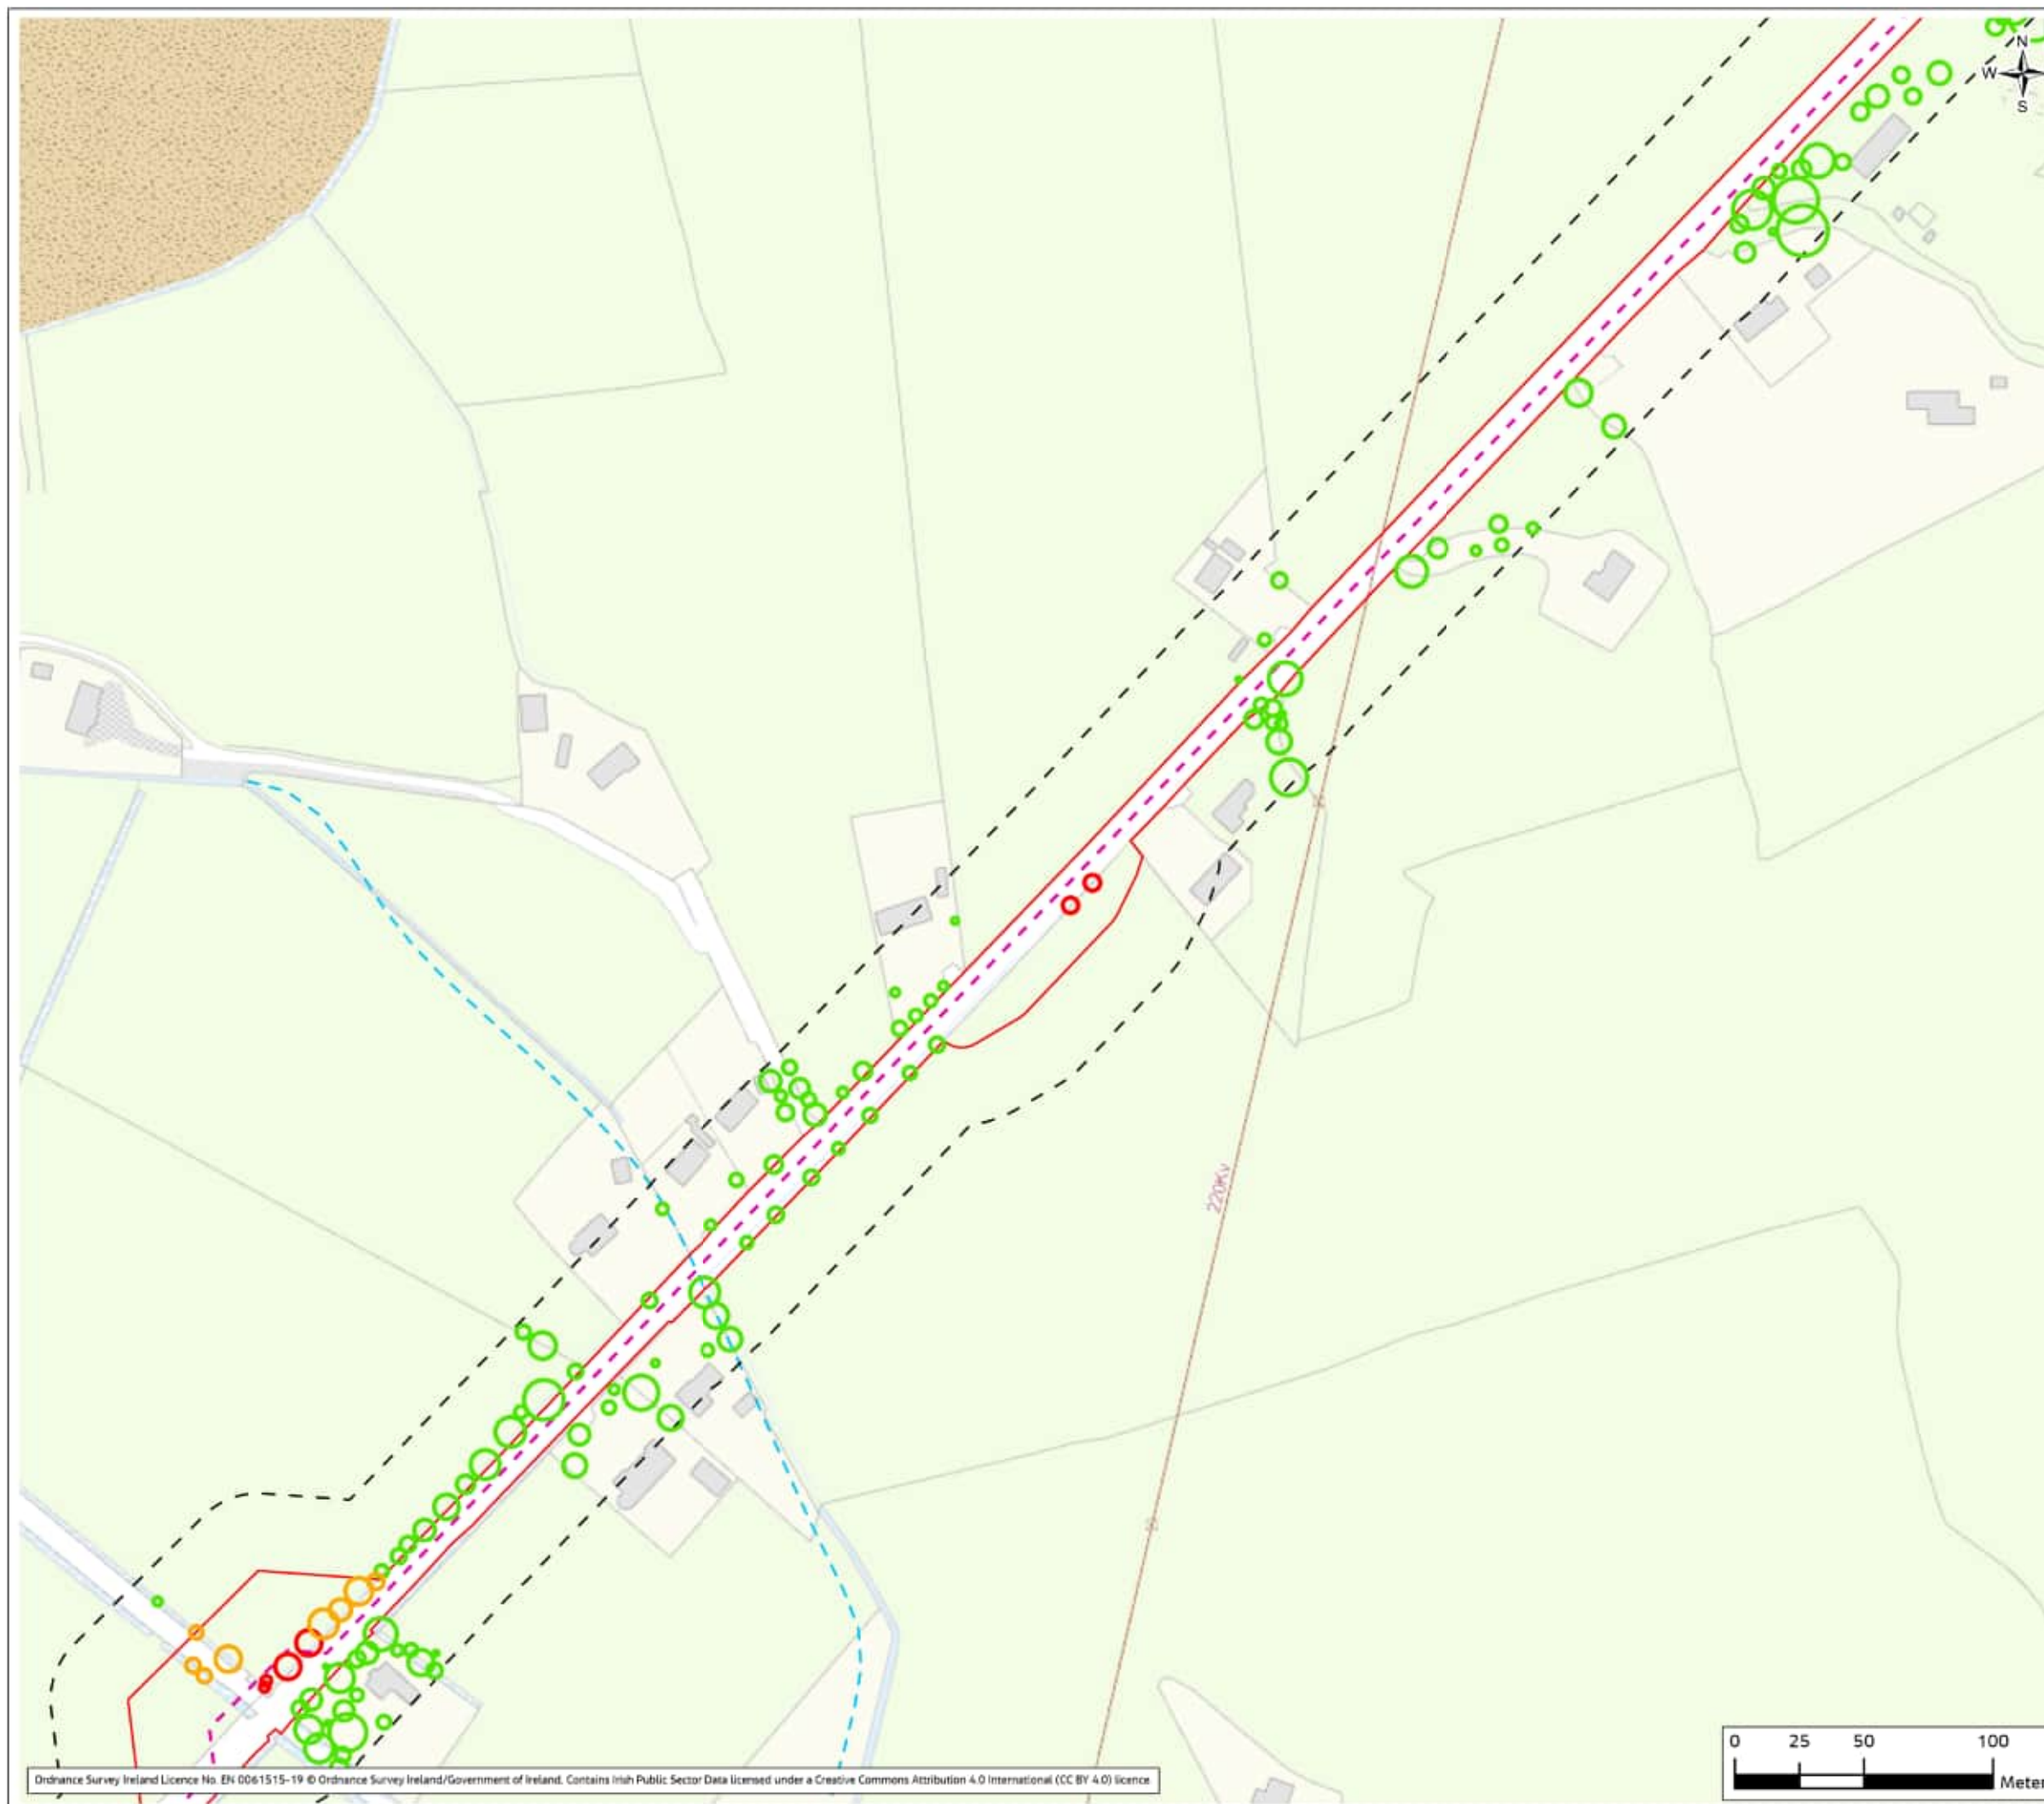 N
W
S
220Kv
0 25 50 100
Meter
Ordnance Survey Ireland Licence No. EN 0061515-19 © Ordnance Survey Ireland/Government of Ireland. Contains Irish Public Sector Data licensed under a Creative Commons Attribution 4.0 International (CC BY 4.0) licence